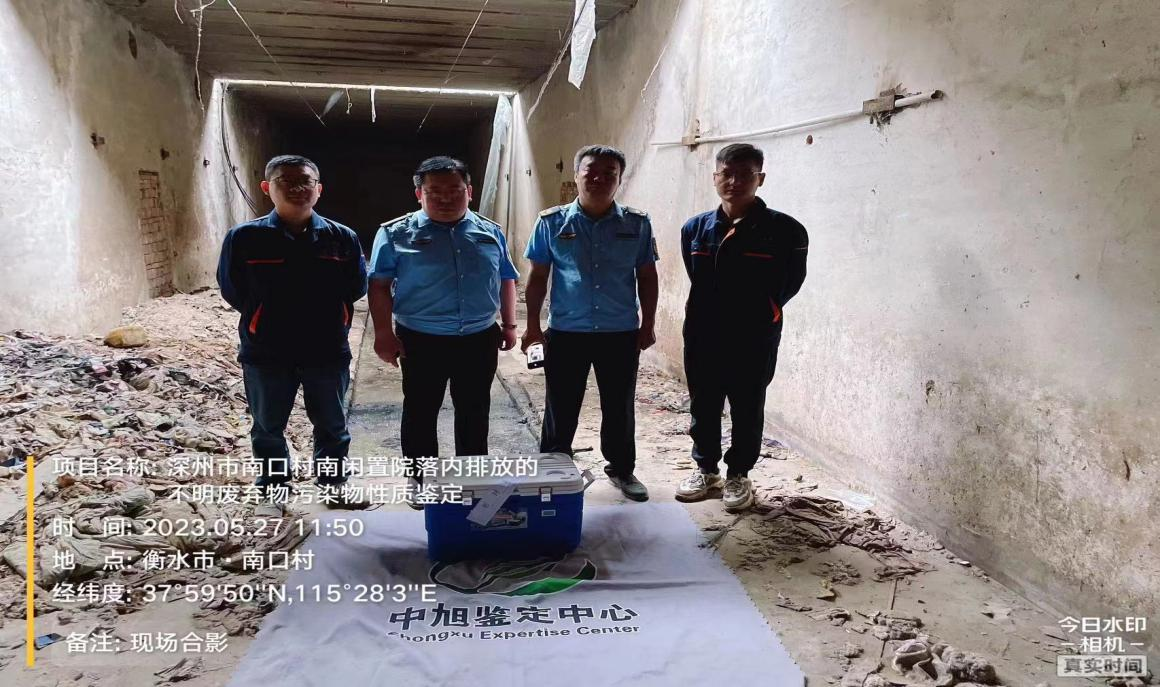 项目名称: 深州市南口村南闲置院落内排放的
不明废弃物污染物性质鉴定
时 间: 2023.05.27 11:50
地 点: 衡水市 · 南口村
经纬度: 37°59'50"N,115°28'3"E
备注: 现场合影
中旭鉴定中心
Zhongxu Expertise Center
今日水印
相机
真实时间